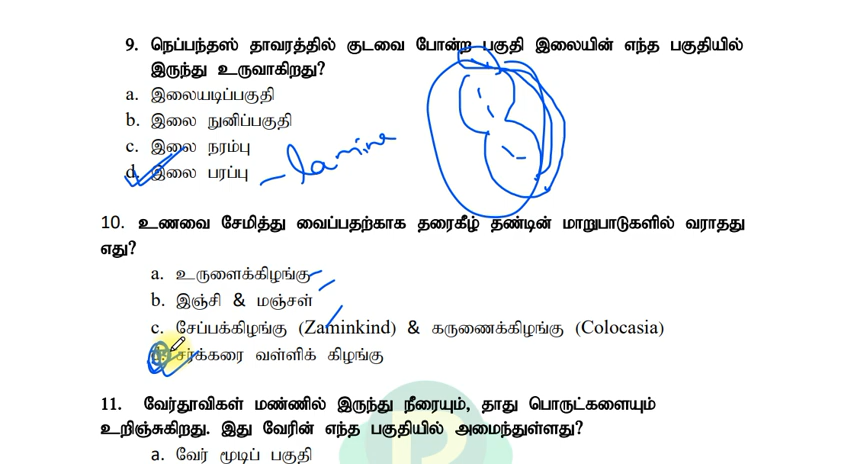 9. நெப்பந்தஸ் தாவரத்தில் குடவை போன்ற பகுதி இலையின் எந்த பகுதியில்
இருந்து உருவாகிறது?
a. இலையடிப்பகுதி
b. இலை நுனிப்பகுதி
c. இலை நரம்பு
d. இலை பரப்பு
- lamina
10. உணவை சேமித்து வைப்பதற்காக தரைகீழ் தண்டின் மாறுபாடுகளில் வராதது
எது?
a. உருளைக்கிழங்கு
b. இஞ்சி & மஞ்சள்
c. சேப்பக்கிழங்கு (Zaminkind) & கருணைக்கிழங்கு (Colocasia)
d. சர்க்கரை வள்ளிக் கிழங்கு
11. வேர்தூவிகள் மண்ணில் இருந்து நீரையும், தாது பொருட்களையும்
உறிஞ்சுகிறது. இது வேரின் எந்த பகுதியில் அமைந்துள்ளது?
a. வேர் மூடிப் பகுதி